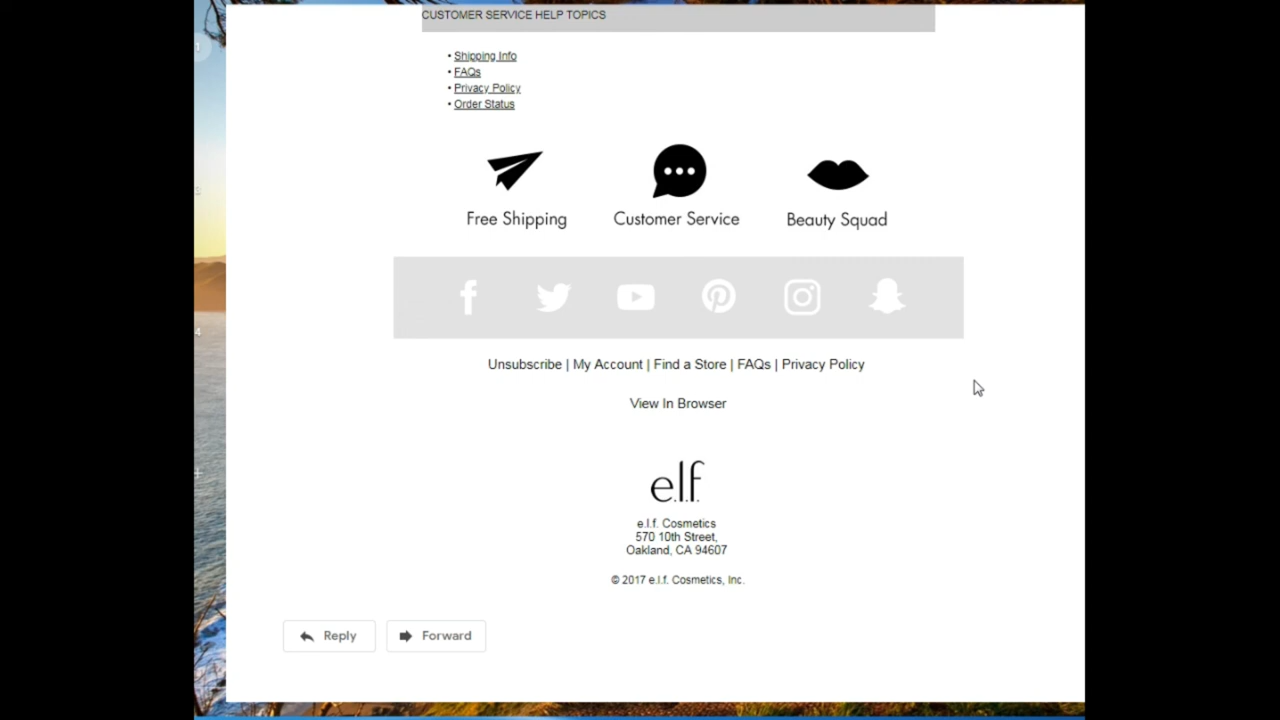 CUSTOMER SERVICE HELP TOPICS
• Shipping Info
• FAQs
• Privacy Policy
• Order Status
Free Shipping Customer Service Beauty Squad
Unsubscribe | My Account | Find a Store | FAQs | Privacy Policy
View In Browser
e.l.f.
e.l.f. Cosmetics
570 10th Street,
Oakland, CA 94607
© 2017 e.l.f. Cosmetics, Inc.
Reply Forward